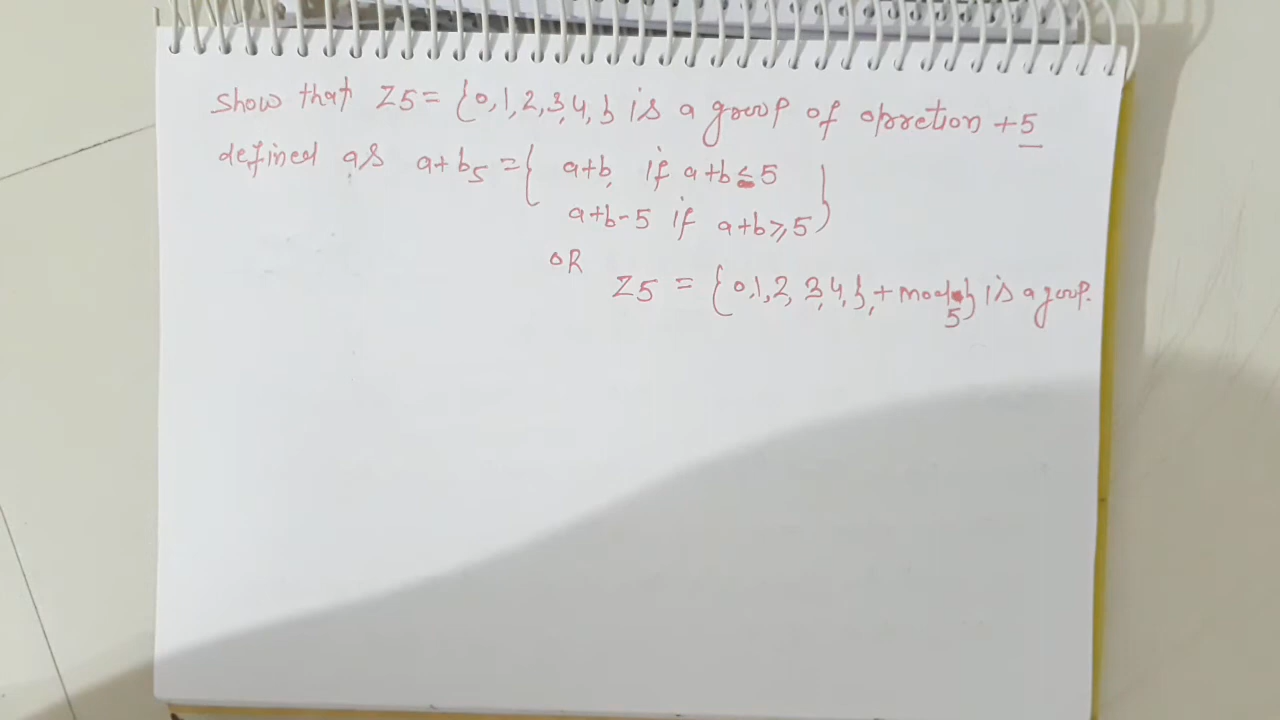 show that Z5 = {0,1,2,3,4,} is a group of opretion +5
defined as a+b5 = { a+b, if a+b ≤ 5
a+b-5 if a+b ≥, 5 }
OR
Z5 = {0,1,2, 3,4,}, + mod 5} is a group.